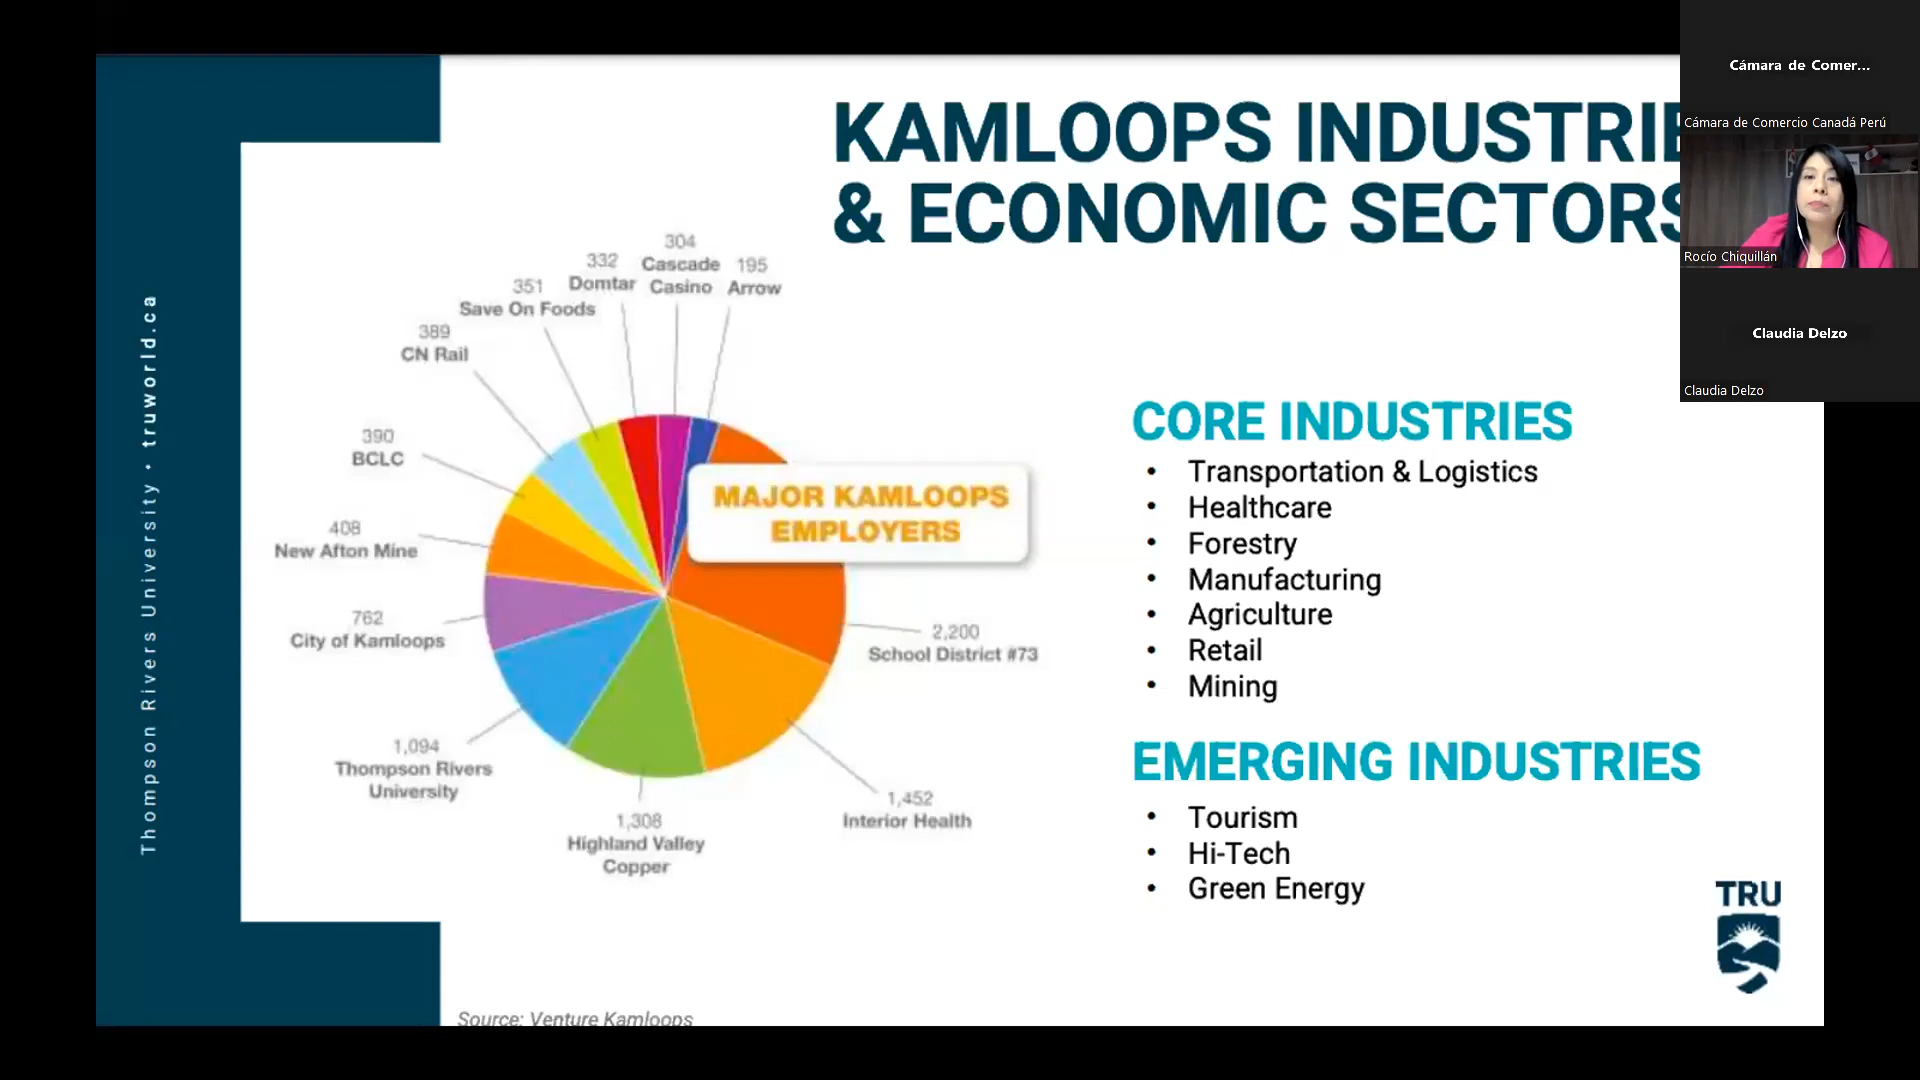 KAMLOOPS INDUSTRIE
& ECONOMIC SECTORS
304
Cascade
Casino
195
Arrow
332
Domtar
351
Save On Foods
389
CN Rail
390
BCLC
408
New Afton Mine
762
City of Kamloops
1,094
Thompson Rivers
University
1,308
Highland Valley
Copper
1,452
Interior Health
2,200
School District #73
MAJOR KAMLOOPS
EMPLOYERS
CORE INDUSTRIES
• Transportation & Logistics
• Healthcare
• Forestry
• Manufacturing
• Agriculture
• Retail
• Mining
EMERGING INDUSTRIES
• Tourism
• Hi-Tech
• Green Energy
TRU
Source: Venture Kamloops
Thompson Rivers University • truworld.ca
Cámara de Comer...
Cámara de Comercio Canadá Perú
Rocío Chiquillán
Claudia Delzo
Claudia Delzo